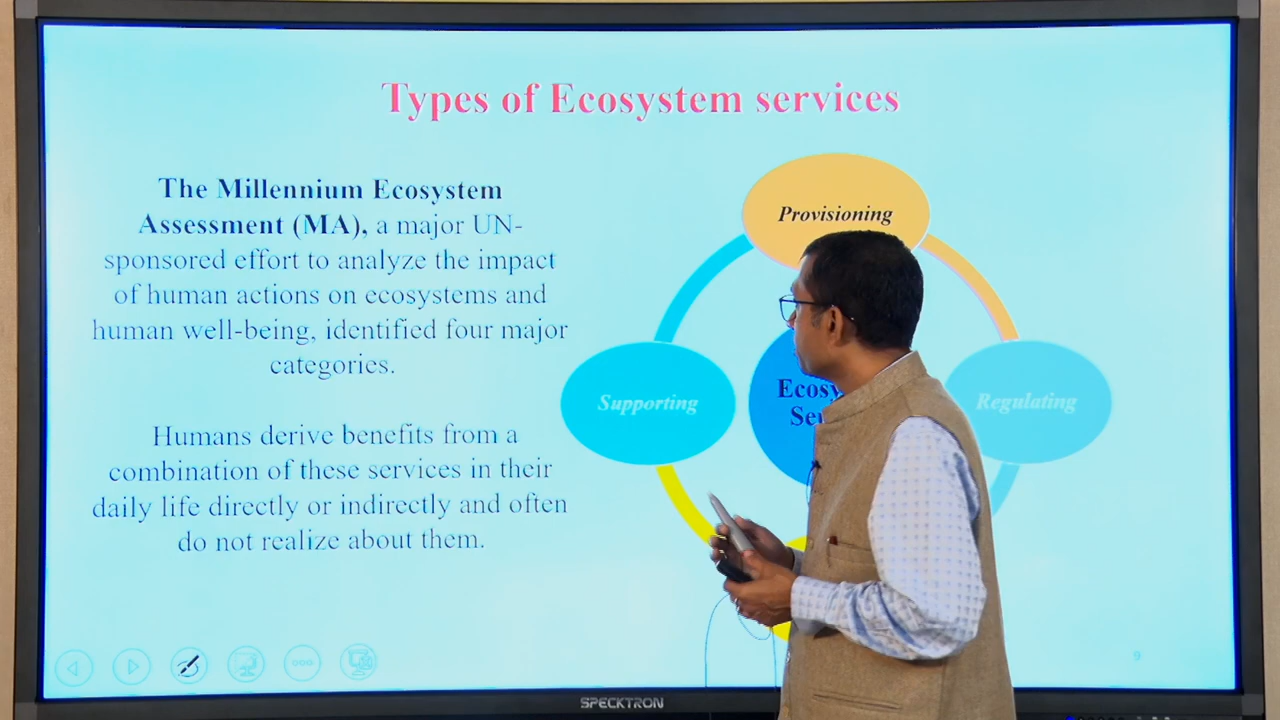 Types of Ecosystem services
The Millennium Ecosystem
Assessment (MA), a major UN-
sponsored effort to analyze the impact
of human actions on ecosystems and
human well-being, identified four major
categories.
Humans derive benefits from a
combination of these services in their
daily life directly or indirectly and often
do not realize about them.
Provisioning
Supporting
Regulating
9
SPECKTRON